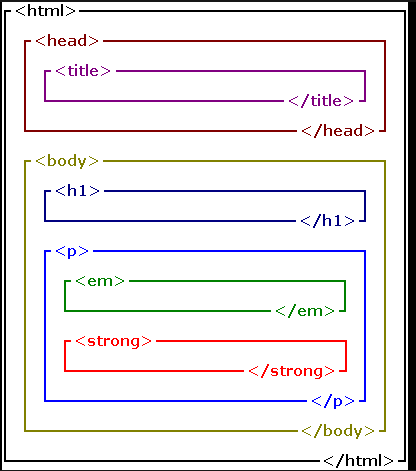 <html>
<head>
<title>
</title>
</head>
<body>
<h1>
</h1>
<p>
<em>
</em>
<strong>
</strong>
</p>
</body>
</html>